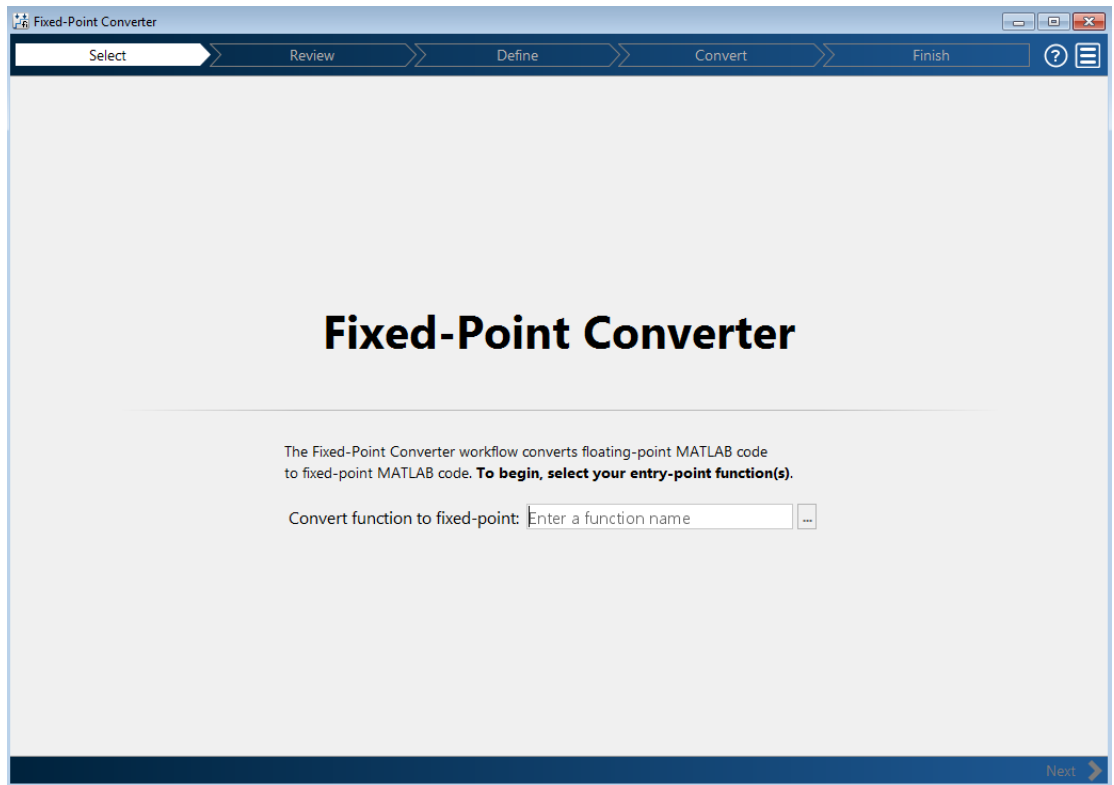 Fixed-Point Converter
Select Review Define Convert Finish
Fixed-Point Converter
The Fixed-Point Converter workflow converts floating-point MATLAB code
to fixed-point MATLAB code. To begin, select your entry-point function(s).
Convert function to fixed-point: Enter a function name ...
Next